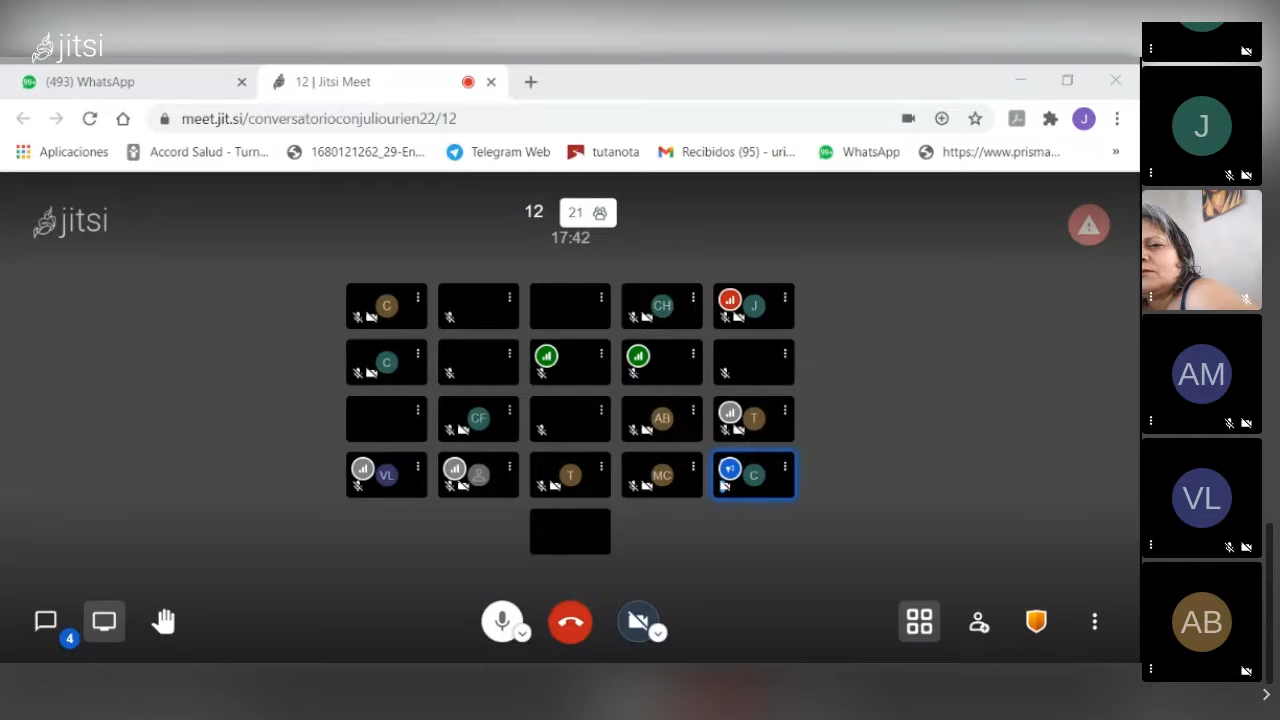 jitsi
(493) WhatsApp
12 | Jitsi Meet
meet.jit.si/conversatorioconjuliourien22/12
J
Aplicaciones
Accord Salud - Turn...
1680121262_29-En...
Telegram Web
tutanota
Recibidos (95) - uri...
99+
WhatsApp
https://www.prisma...
»
jitsi
12
21
17:42
C
CH
J
C
CF
AB
T
VL
T
MC
C
4
J
AM
VL
AB